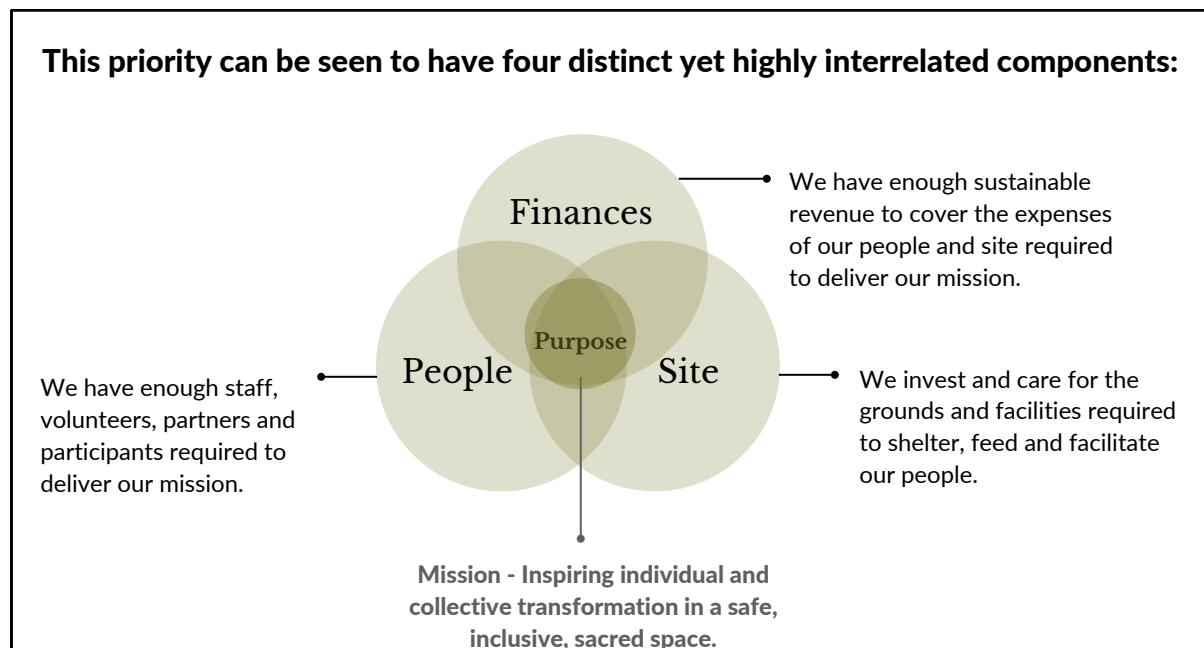 This priority can be seen to have four distinct yet highly interrelated components:
Finances
We have enough sustainable
revenue to cover the expenses
of our people and site required
to deliver our mission.
Purpose
People
Site
We have enough staff,
volunteers, partners and
participants required to
deliver our mission.
We invest and care for the
grounds and facilities required
to shelter, feed and facilitate
our people.
Mission - Inspiring individual and
collective transformation in a safe,
inclusive, sacred space.